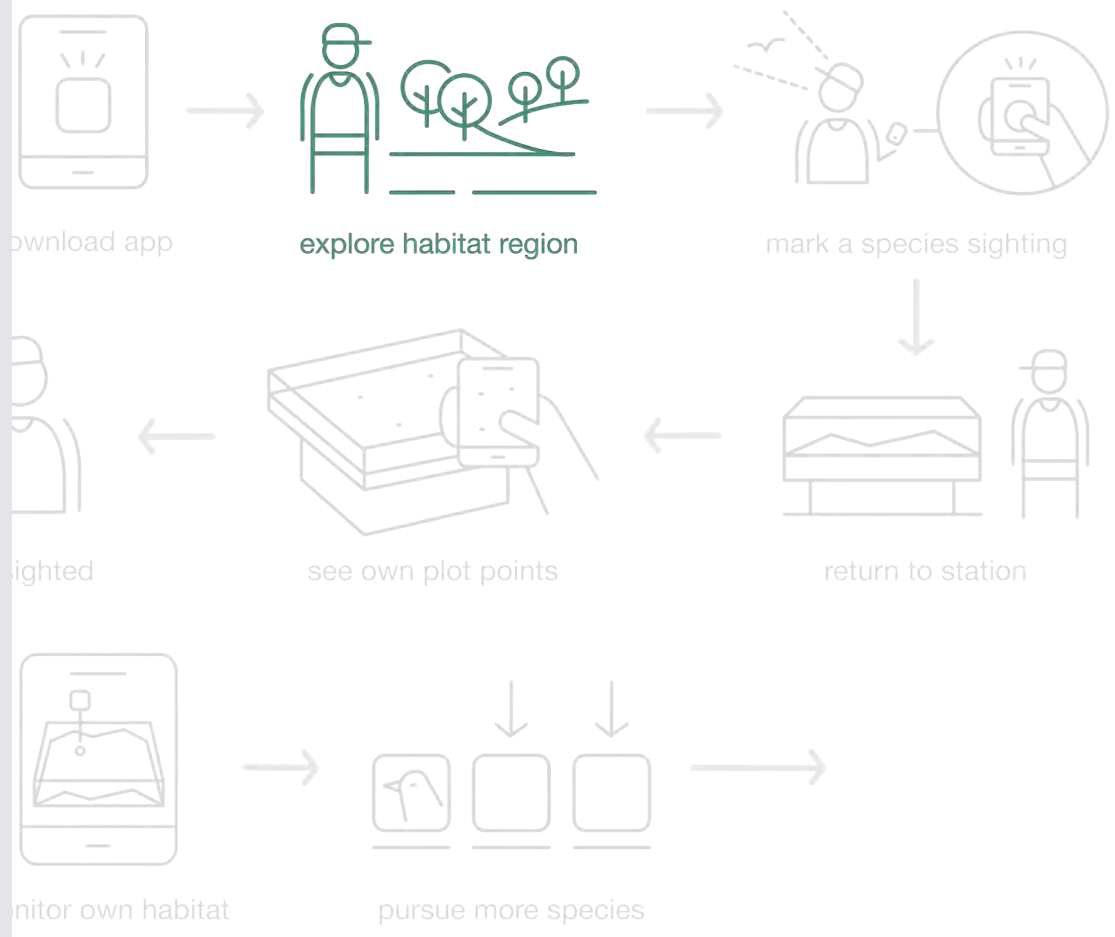 ownload app
explore habitat region
mark a species sighting
ighted
see own plot points
return to station
nitor own habitat
pursue more species